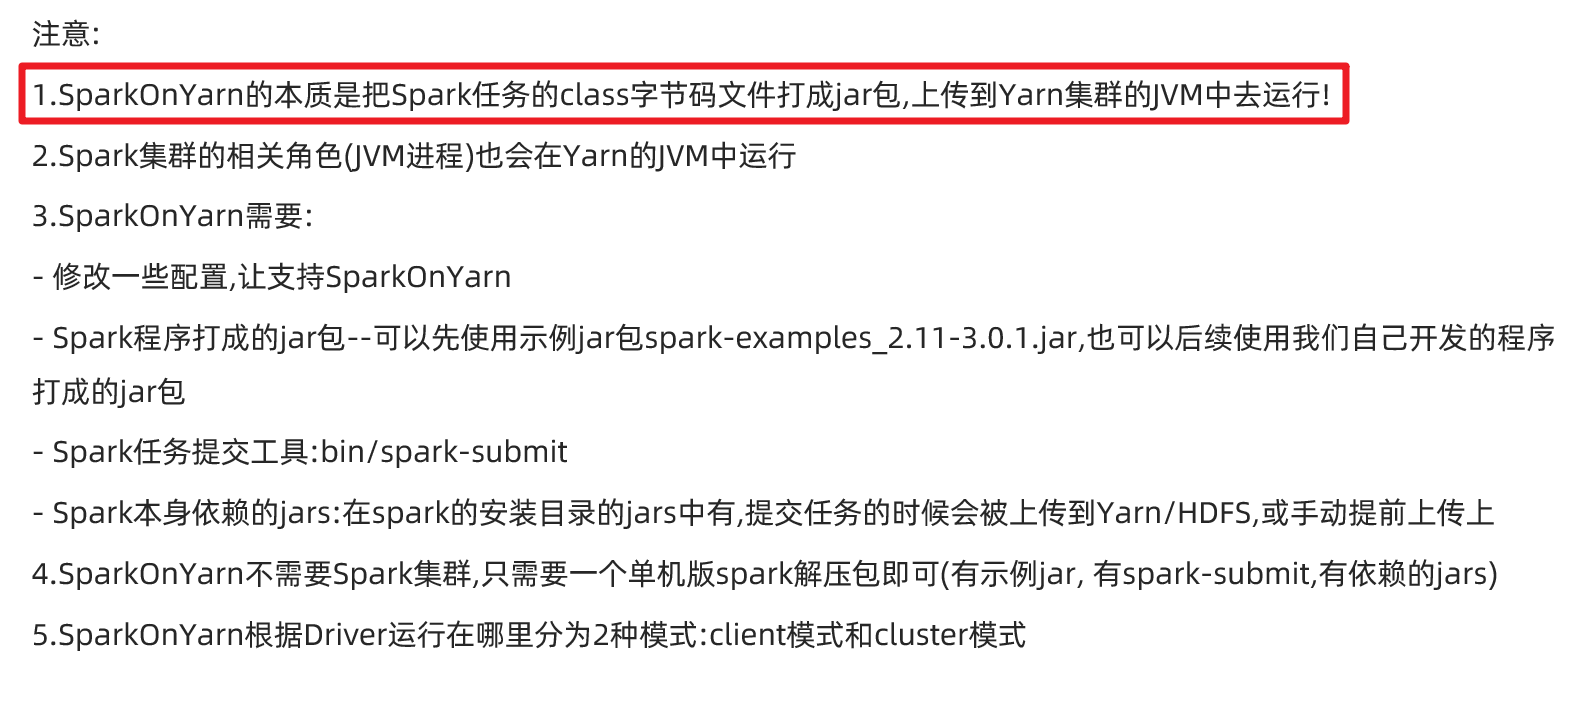 注意:
1.SparkOnYarn的本质是把Spark任务的class字节码文件打成jar包,上传到Yarn集群的JVM中去运行!
2.Spark集群的相关角色(JVM进程)也会在Yarn的JVM中运行
3.SparkOnYarn需要:
- 修改一些配置,让支持SparkOnYarn
- Spark程序打成的jar包--可以先使用示例jar包spark-examples_2.11-3.0.1.jar,也可以后续使用我们自己开发的程序
打成的jar包
- Spark任务提交工具:bin/spark-submit
- Spark本身依赖的jars:在spark的安装目录的jars中有,提交任务的时候会被上传到Yarn/HDFS,或手动提前上传上
4.SparkOnYarn不需要Spark集群,只需要一个单机版spark解压包即可(有示例jar, 有spark-submit,有依赖的jars)
5.SparkOnYarn根据Driver运行在哪里分为2种模式:client模式和cluster模式